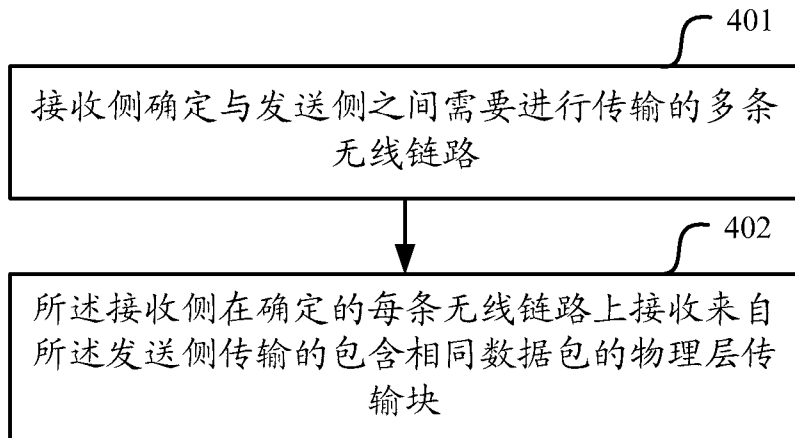 401
接收侧确定与发送侧之间需要进行传输的多条
无线链路
402
所述接收侧在确定的每条无线链路上接收来自
所述发送侧传输的包含相同数据包的物理层传
输块